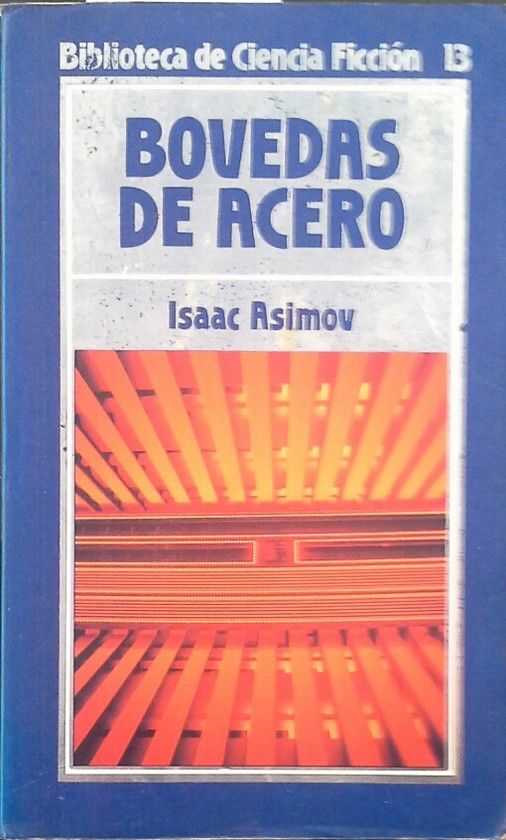 Biblioteca de Ciencia Ficción 13
BOVEDAS
DE ACERO
Isaac Asimov